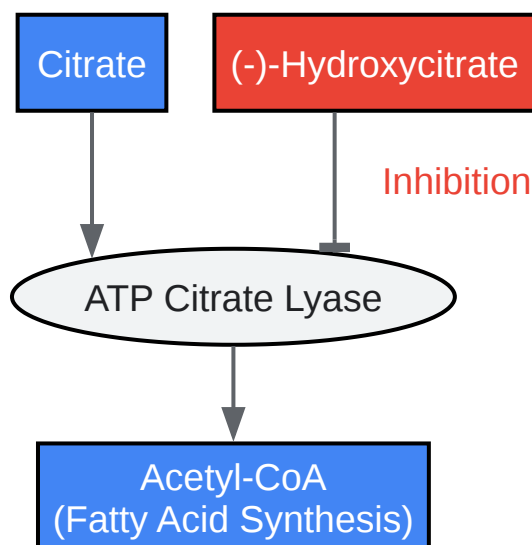 Citrate
(-)-Hydroxycitrate
Inhibition
ATP Citrate Lyase
Acetyl-CoA
(Fatty Acid Synthesis)